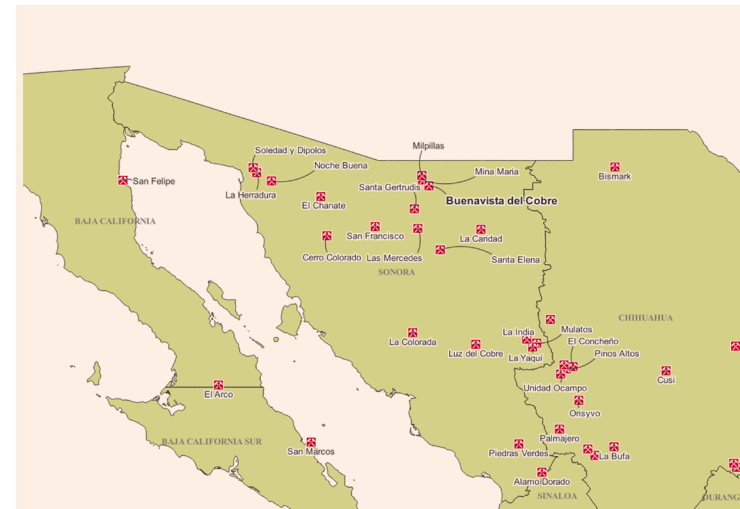 Milpillas
Soledad y Dipolos
Noche Buena
Mina Maria
Bismark
San Felipe
Santa Gertrudis
La Herradura
Buenavista del Cobre
El Chanate
BAJA CALIFORNIA
San Francisco
La Caridad
Cerro Colorado
Las Mercedes
Santa Elena
SONORA
CHIHUAHUA
La India
Mulatos
La Colorada
El Concheño
Luz del Cobre
La Yaqui
Pinos Altos
Cusi
Unidad Ocampo
El Arco
Orisyvo
Palmajero
BAJA CALIFORNIA SUR
San Marcos
Piedras Verdes
La Bufa
Alamo Dorado
SINALOA
DURANG